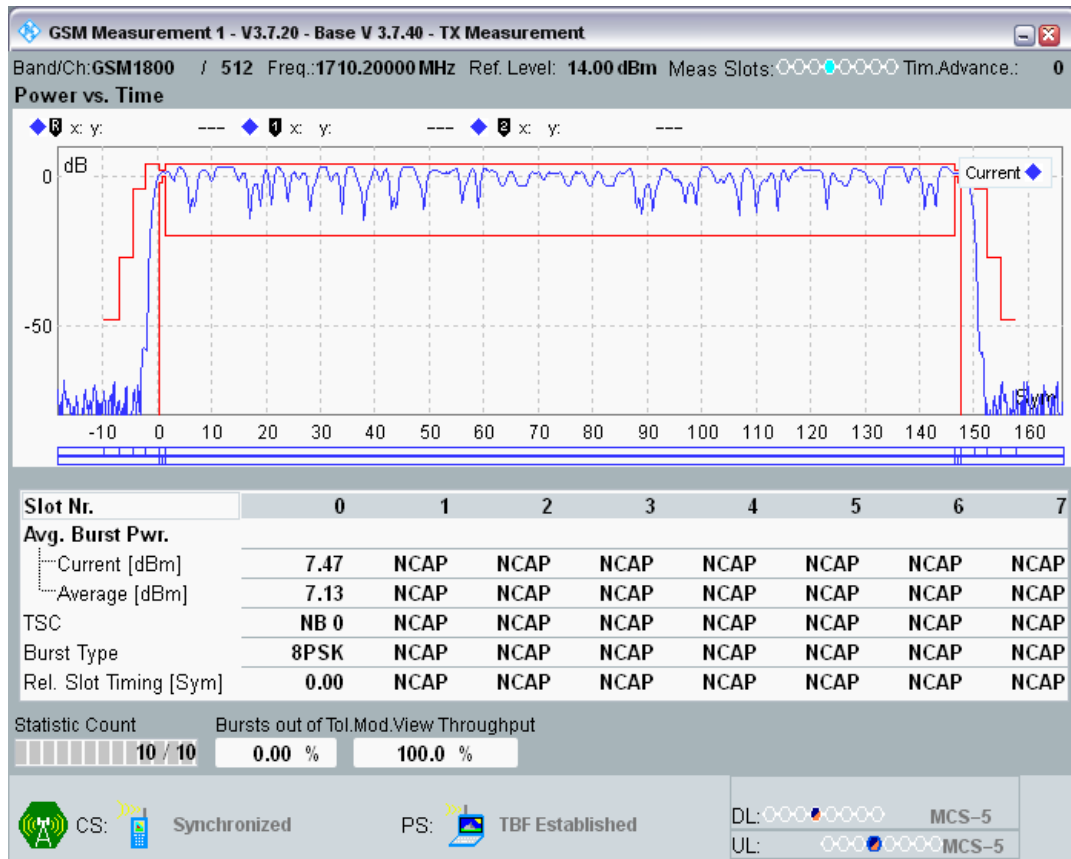 GSM Measurement 1 - V3.7.20 - Base V 3.7.40 - TX Measurement
Band/Ch:GSM1800 / 512 Freq.:1710.20000 MHz Ref. Level: 14.00 dBm Meas Slots: Tim.Advance.: 0
Power vs. Time
R x: y: --- 1 x: y: --- 2 x: y: ---
dB
Current
0
-50
Sym
-10 0 10 20 30 40 50 60 70 80 90 100 110 120 130 140 150 160
Slot Nr. 0 1 2 3 4 5 6 7
Avg. Burst Pwr.
Current [dBm] 7.47 NCAP NCAP NCAP NCAP NCAP NCAP NCAP
Average [dBm] 7.13 NCAP NCAP NCAP NCAP NCAP NCAP NCAP
TSC NB 0 NCAP NCAP NCAP NCAP NCAP NCAP NCAP
Burst Type 8PSK NCAP NCAP NCAP NCAP NCAP NCAP NCAP
Rel. Slot Timing [Sym] 0.00 NCAP NCAP NCAP NCAP NCAP NCAP NCAP
Statistic Count Bursts out of Tol. Mod.View Throughput
10 / 10 0.00 % 100.0 %
CS: Synchronized PS: TBF Established
DL: MCS-5
UL: MCS-5